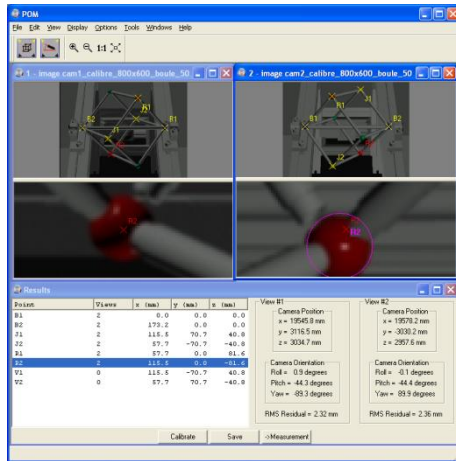 POM
File Edit View Display Options Tools Windows Help
1:1
1 - image cam1_calibre_800x600_boule_50
2 - image cam2_calibre_800x600_boule_50
R1
B2
B1
J1
J1
R1
B2
B1
J2
R2
R2
Results
Point Views x (mm) y (mm) z (mm)
B1 2 0.0 0.0 0.0
B2 2 173.2 0.0 0.0
J1 2 115.5 70.7 40.8
J2 2 57.7 -70.7 -40.8
R1 2 57.7 0.0 81.6
R2 2 115.5 0.0 -81.6
V1 0 115.5 -70.7 40.8
V2 0 57.7 70.7 -40.8
View #1
Camera Position
x = 19545.8 mm
y = 3116.5 mm
z = 3034.7 mm
Camera Orientation
Roll = 0.9 degrees
Pitch = -44.3 degrees
Yaw = -89.3 degrees
RMS Residual = 2.32 mm
View #2
Camera Position
x = 19578.2 mm
y = -3030.2 mm
z = 2957.6 mm
Camera Orientation
Roll = -0.1 degrees
Pitch = -44.4 degrees
Yaw = 89.9 degrees
RMS Residual = 2.36 mm
Calibrate Save ->Measurement